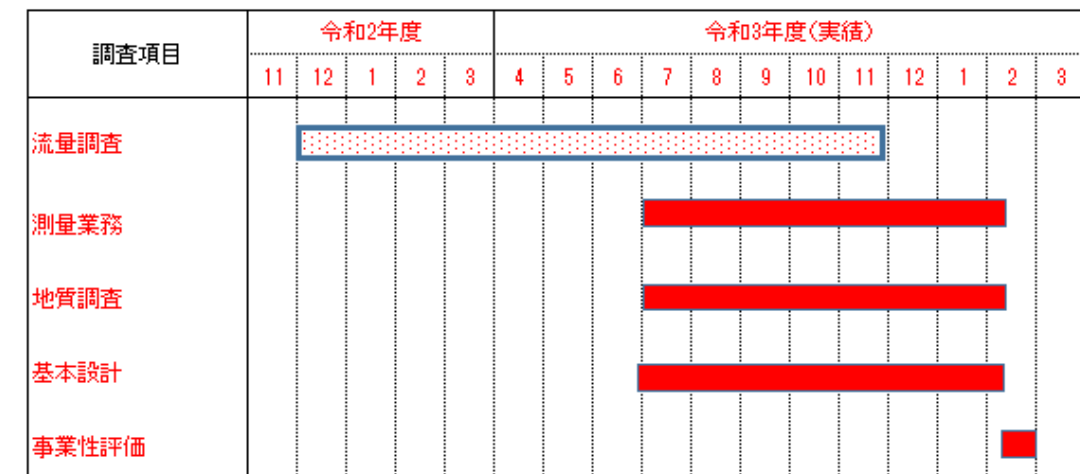 調査項目
令和2年度
令和3年度(実績)
11 12 1 2 3 4 5 6 7 8 9 10 11 12 1 2 3
流量調査
測量業務
地質調査
基本設計
事業性評価